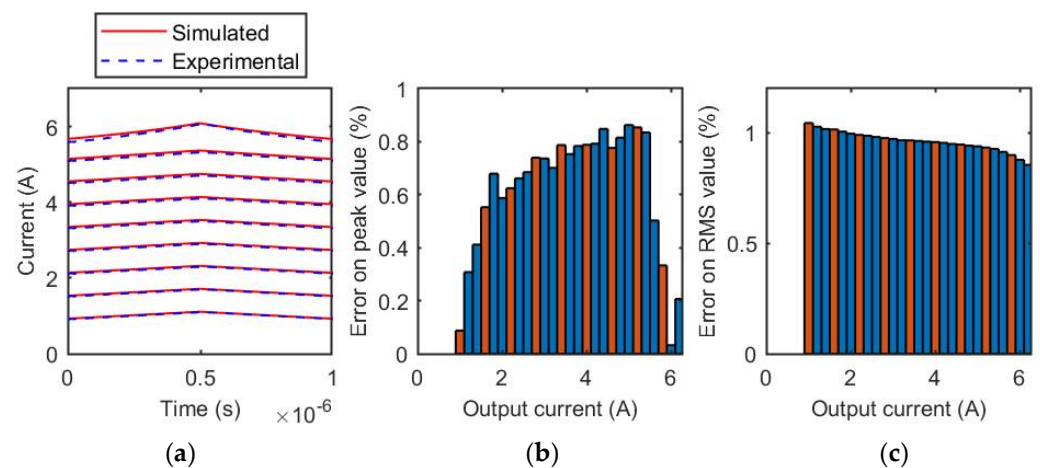 Simulated
Experimental
Current (A)
6
4
2
0
0 0.5 1
Time (s) ×10⁻⁶
(a)
Error on peak value (%)
1
0.8
0.6
0.4
0.2
0
0 2 4 6
Output current (A)
(b)
Error on RMS value (%)
1
0.5
0
0 2 4 6
Output current (A)
(c)